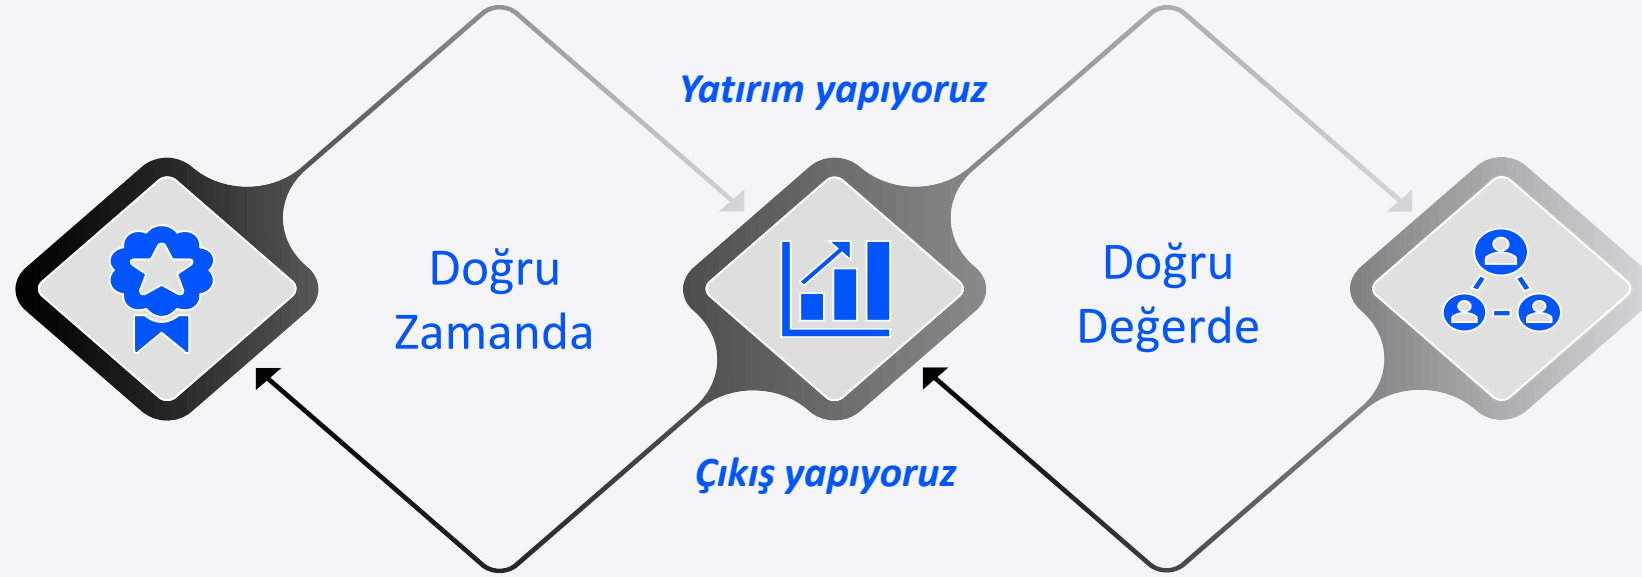 Yatırım yapıyoruz
Doğru
Zamanda
Doğru
Değerde
Çıkış yapıyoruz